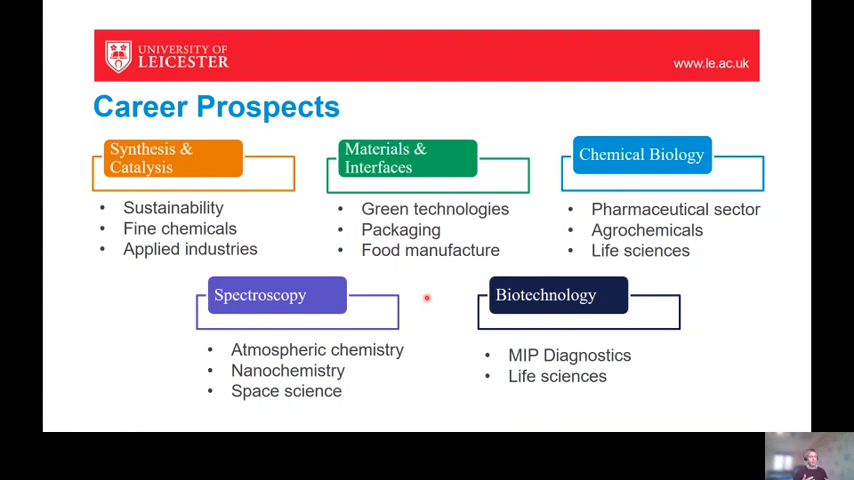 UNIVERSITY OF
LEICESTER
www.le.ac.uk
Career Prospects
Synthesis &
Catalysis
• Sustainability
• Fine chemicals
• Applied industries
Materials &
Interfaces
• Green technologies
• Packaging
• Food manufacture
Chemical Biology
• Pharmaceutical sector
• Agrochemicals
• Life sciences
Spectroscopy
• Atmospheric chemistry
• Nanochemistry
• Space science
Biotechnology
• MIP Diagnostics
• Life sciences